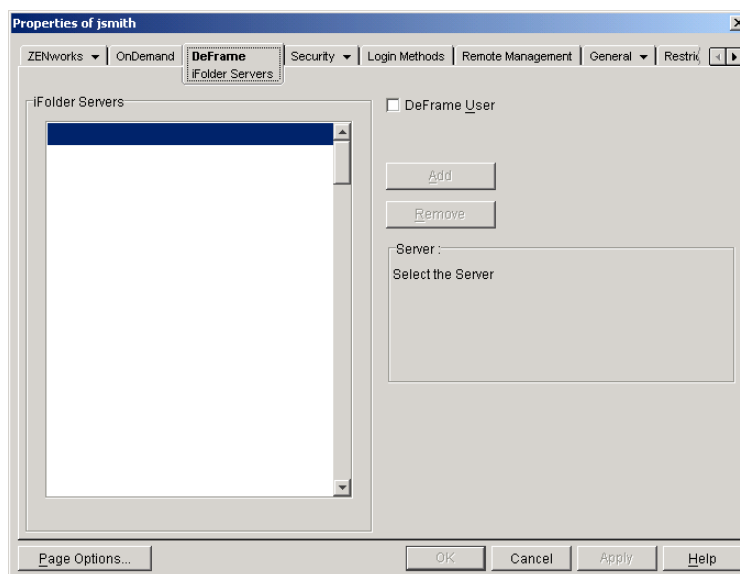 Properties of jsmith
ZENworks OnDemand DeFrame Security Login Methods Remote Management General
iFolder Servers
iFolder Servers
DeFrame User
Add
Remove
Server :
Select the Server
Page Options... OK Cancel Apply Help